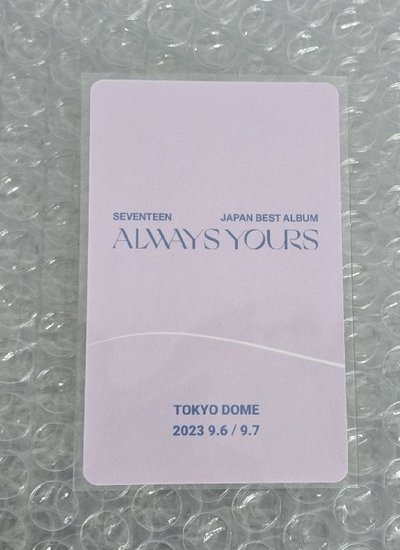 SEVENTEEN JAPAN BEST ALBUM
ALWAYS YOURS
TOKYO DOME
2023 9.6 / 9.7